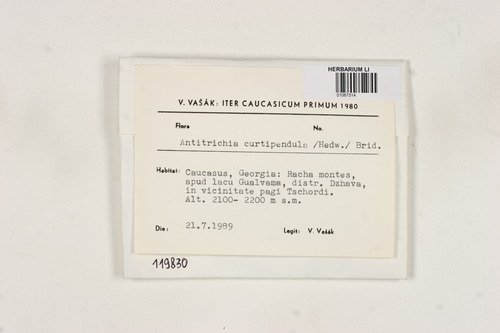 HERBARIUM LI
01067514
V. VAŠÁK: ITER CAUCASICUM PRIMUM 1980
Flora No.
Antitrichia curtipendula /Hedw./ Brid.
Habitat: Caucasus, Georgia: Racha montes,
apud lacu Gualvama, distr. Dzhava,
in vicinitate pagi Tschordi.
Alt. 2100- 2200 m s.m.
Die: 21.7.1989 Legit: V. Vašák
119830